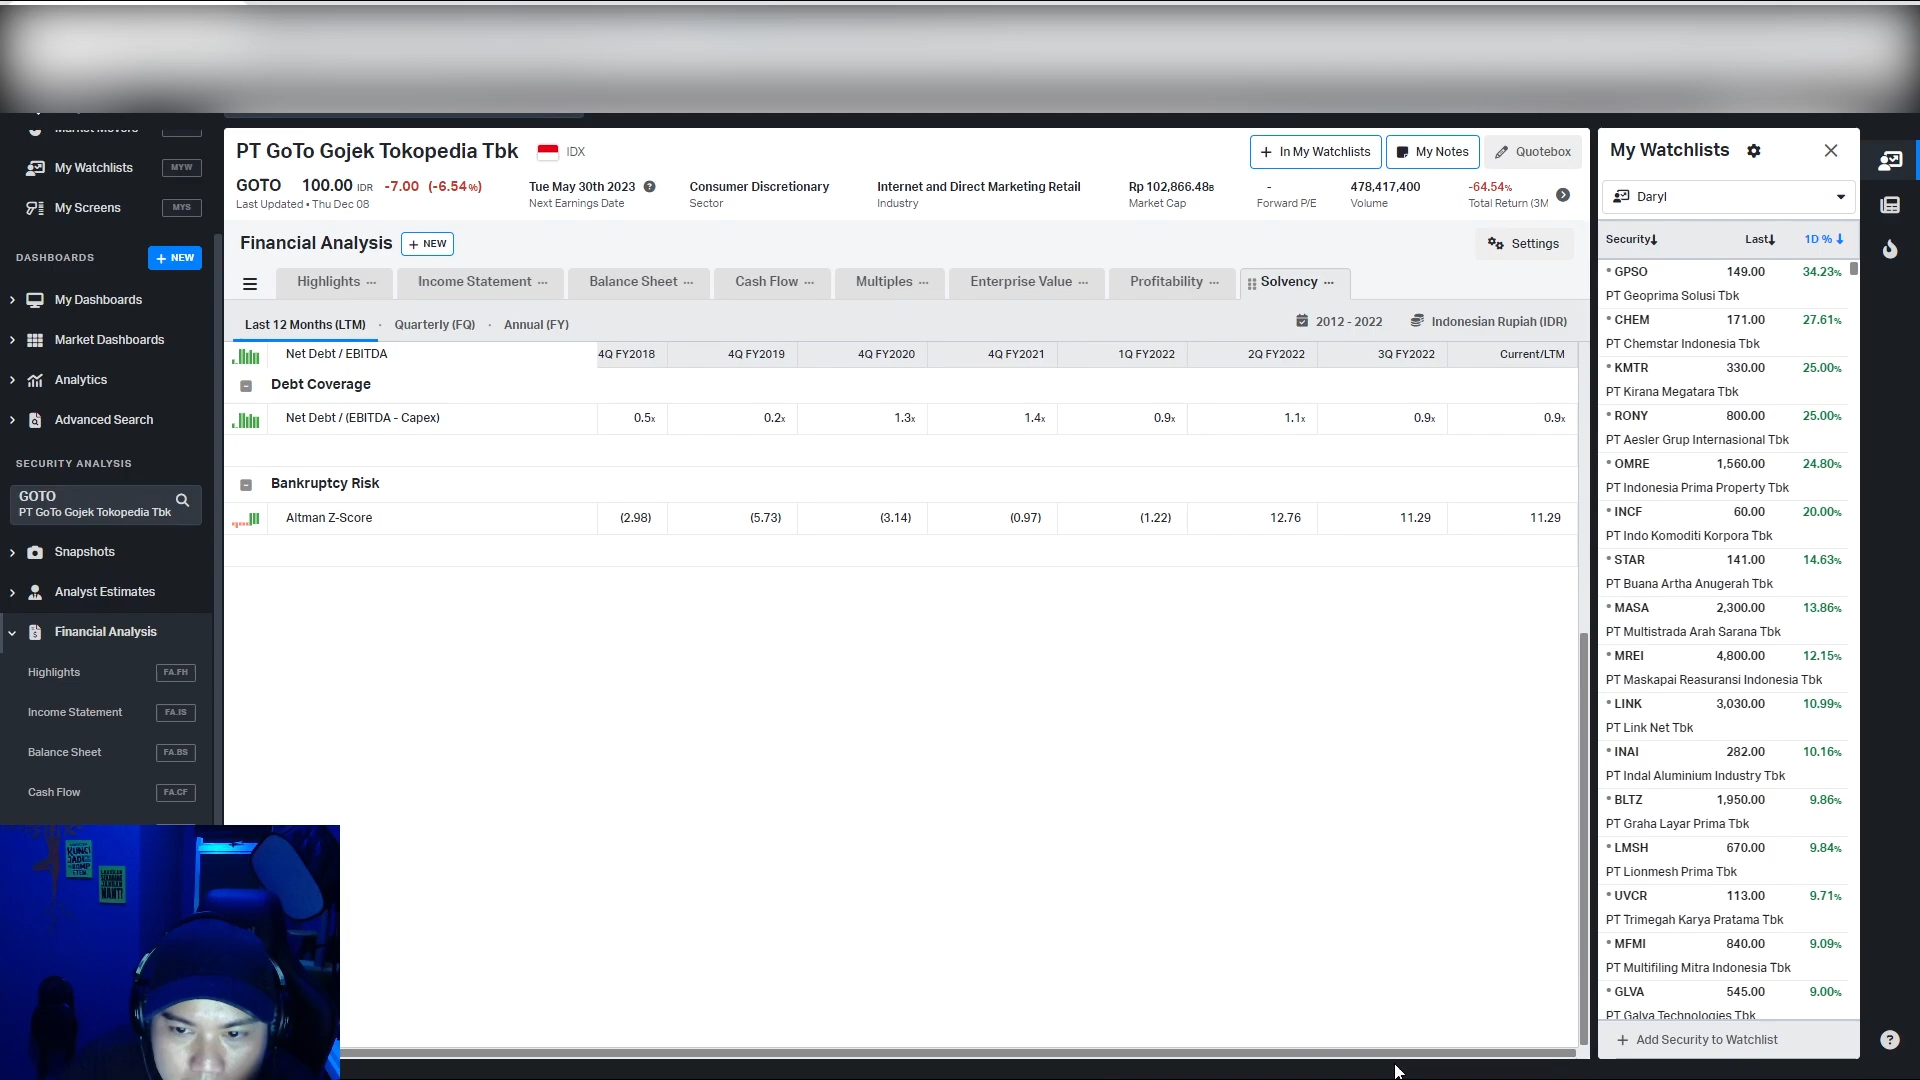 My Watchlists MYW
My Screens MYS
DASHBOARDS + NEW
My Dashboards
Market Dashboards
Analytics
Advanced Search
SECURITY ANALYSIS
GOTO
PT GoTo Gojek Tokopedia Tbk
Snapshots
Analyst Estimates
Financial Analysis
Highlights FA.FH
Income Statement FA.IS
Balance Sheet FA.BS
Cash Flow FA.CF
PT GoTo Gojek Tokopedia Tbk IDX
+ In My Watchlists My Notes Quotebox
GOTO 100.00 IDR -7.00 (-6.54%)
Last Updated • Thu Dec 08
Tue May 30th 2023
Next Earnings Date
Consumer Discretionary
Sector
Internet and Direct Marketing Retail
Industry
Rp 102,866.48B
Market Cap
-
Forward P/E
478,417,400
Volume
-64.54%
Total Return (3M
Financial Analysis + NEW Settings
Highlights ··· Income Statement ··· Balance Sheet ··· Cash Flow ··· Multiples ··· Enterprise Value ··· Profitability ··· Solvency ···
Last 12 Months (LTM) · Quarterly (FQ) · Annual (FY) 2012 - 2022 Indonesian Rupiah (IDR)
Net Debt / EBITDA 4Q FY2018 4Q FY2019 4Q FY2020 4Q FY2021 1Q FY2022 2Q FY2022 3Q FY2022 Current/LTM
Debt Coverage
Net Debt / (EBITDA - Capex) 0.5x 0.2x 1.3x 1.4x 0.9x 1.1x 0.9x 0.9x
Bankruptcy Risk
Altman Z-Score (2.98) (5.73) (3.14) (0.97) (1.22) 12.76 11.29 11.29
My Watchlists
Daryl
Security Last 1D %
GPSO 149.00 34.23%
PT Geoprima Solusi Tbk
CHEM 171.00 27.61%
PT Chemstar Indonesia Tbk
KMTR 330.00 25.00%
PT Kirana Megatara Tbk
RONY 800.00 25.00%
PT Aesler Grup Internasional Tbk
OMRE 1,560.00 24.80%
PT Indonesia Prima Property Tbk
INCF 60.00 20.00%
PT Indo Komoditi Korpora Tbk
STAR 141.00 14.63%
PT Buana Artha Anugerah Tbk
MASA 2,300.00 13.86%
PT Multistrada Arah Sarana Tbk
MREI 4,800.00 12.15%
PT Maskapai Reasuransi Indonesia Tbk
LINK 3,030.00 10.99%
PT Link Net Tbk
INAI 282.00 10.16%
PT Indal Aluminium Industry Tbk
BLTZ 1,950.00 9.86%
PT Graha Layar Prima Tbk
LMSH 670.00 9.84%
PT Lionmesh Prima Tbk
UVCR 113.00 9.71%
PT Trimegah Karya Pratama Tbk
MFMI 840.00 9.09%
PT Multifiling Mitra Indonesia Tbk
GLVA 545.00 9.00%
PT Galva Technologies Tbk
+ Add Security to Watchlist